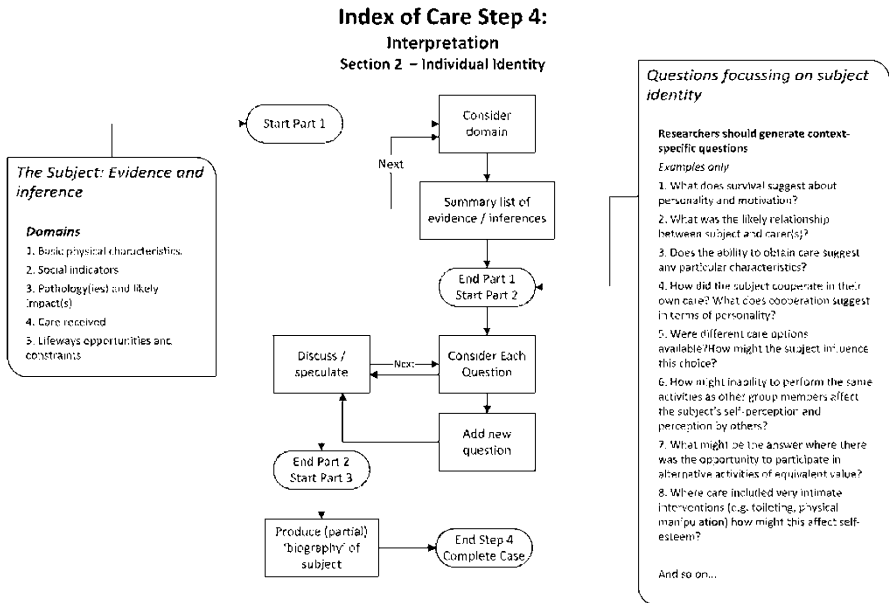 Index of Care Step 4:
Interpretation
Section 2 – Individual Identity
Start Part 1
Consider
domain
Next
Summary list of
evidence / inferences
End Part 1
Start Part 2
Discuss /
speculate
Next
Consider Each
Question
Add new
question
End Part 2
Start Part 3
Produce (partial)
'biography' of
subject
End Step 4
Complete Case
The Subject: Evidence and
inference
Domains
1. Basic physical characteristics.
2. Social indicators
3. Pathology(ies) and likely
impact(s)
4. Care received
5. Lifeways opportunities and
constraints
Questions focussing on subject
identity
Researchers should generate context-
specific questions
Examples only
1. What does survival suggest about
personality and motivation?
2. What was the likely relationship
between subject and carer(s)?
3. Does the ability to obtain care suggest
any particular characteristics?
4. How did the subject cooperate in their
own care? What does cooperation suggest
in terms of personality?
5. Were different care options
available?How might the subject influence
this choice?
6. How might inability to perform the same
activities as other group members affect
the subject's self-perception and
perception by others?
7. What might be the answer where there
was the opportunity to participate in
alternative activities of equivalent value?
8. Where care included very intimate
interventions (e.g. toileting, physical
manipulation) how might this affect self-
esteem?
And so on...